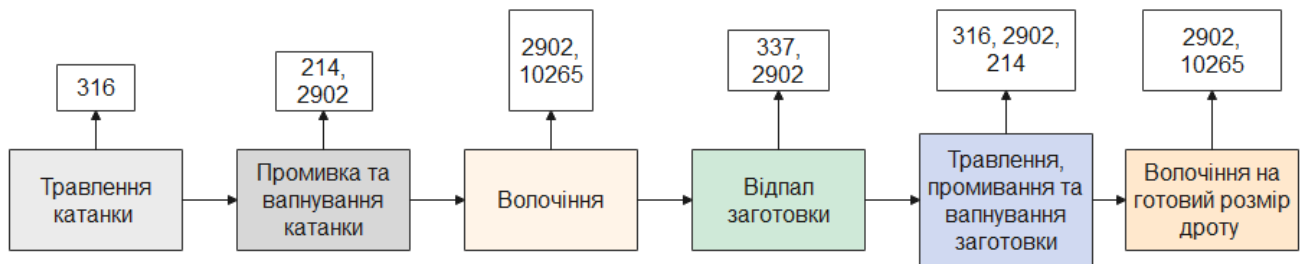 316
214,
2902
2902,
10265
337,
2902
316, 2902,
214
2902,
10265
Травлення
катанки
Промивка та
вапнування
катанки
Волочіння
Відпал
заготовки
Травлення,
промивання та
вапнування
заготовки
Волочіння на
готовий розмір
дроту